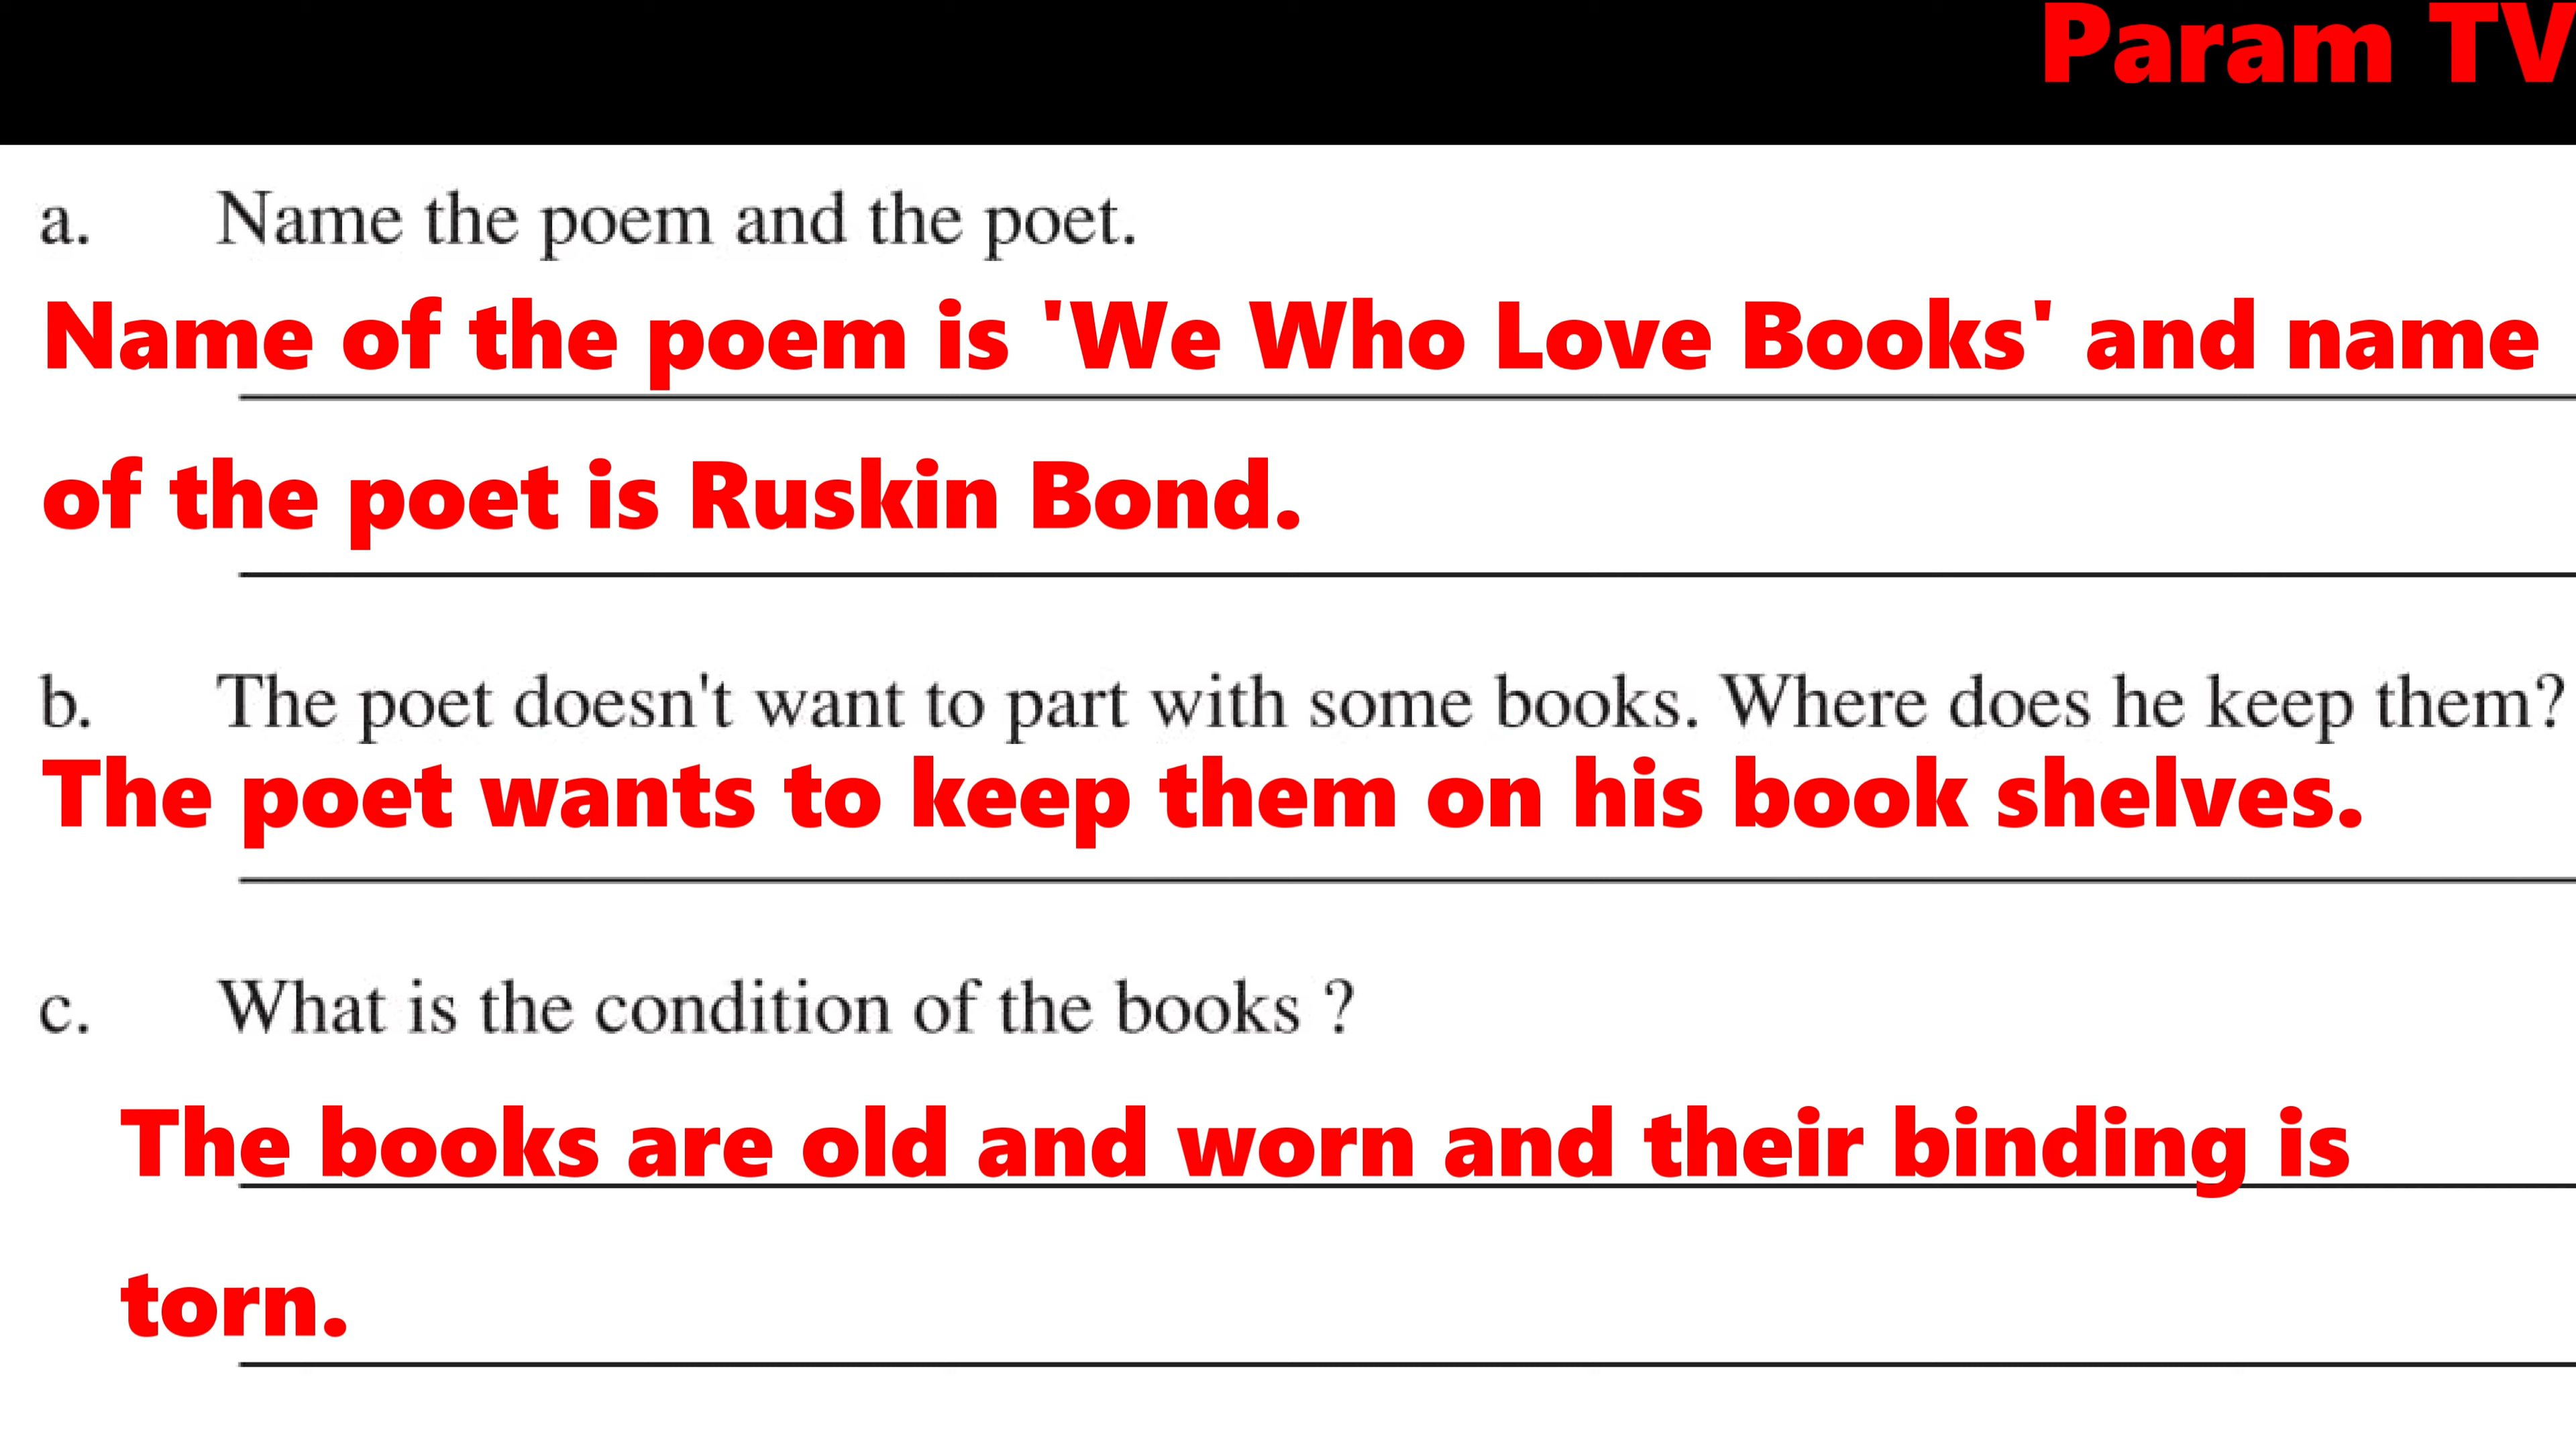 Param TV
a. Name the poem and the poet.
Name of the poem is 'We Who Love Books' and name
of the poet is Ruskin Bond.
b. The poet doesn't want to part with some books. Where does he keep them?
The poet wants to keep them on his book shelves.
c. What is the condition of the books ?
The books are old and worn and their binding is
torn.